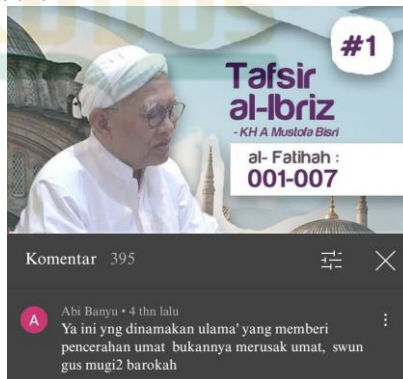 #1
Tafsir
al-Ibriz
- KH A Mustofa Bisri
al- Fatihah :
001-007
Komentar 395
A
Abi Banyu • 4 thn lalu
Ya ini yng dinamakan ulama' yang memberi
pencerahan umat bukannya merusak umat, swun
gus mugi2 barokah